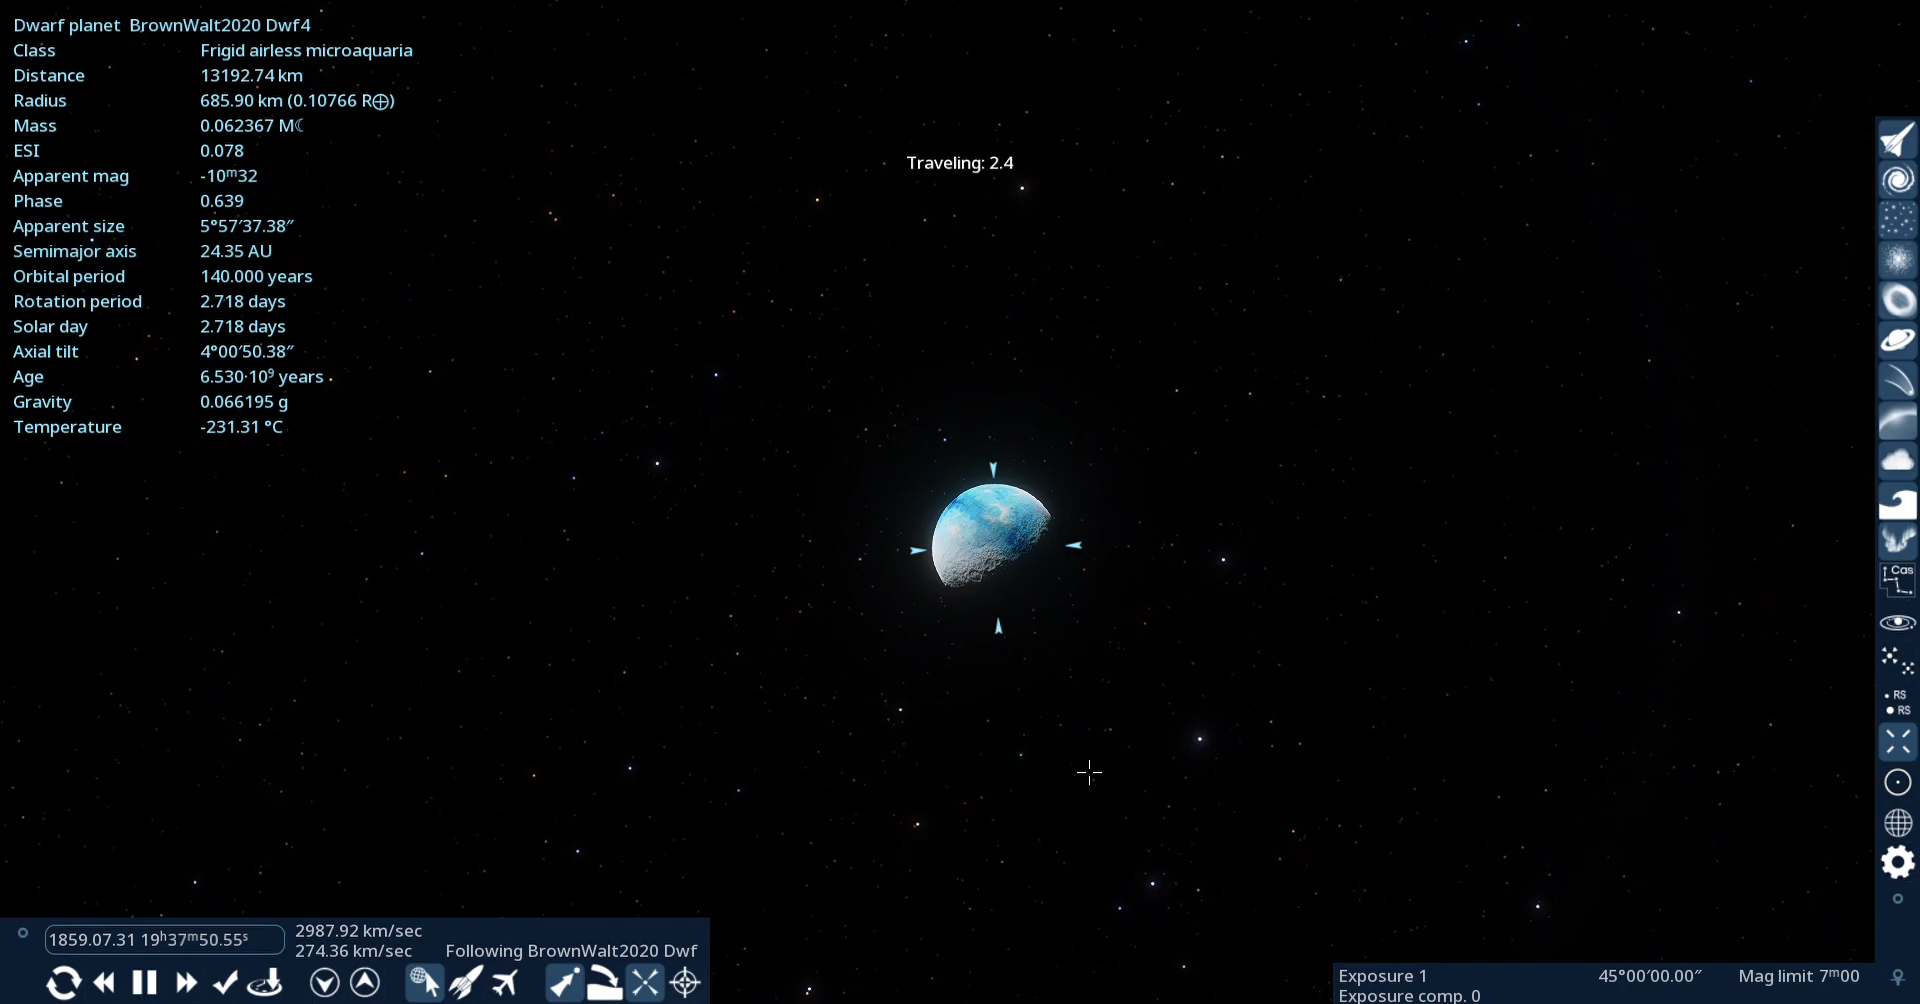 Dwarf planet BrownWalt2020 Dwf4
Class Frigid airless microaquaria
Distance 13192.74 km
Radius 685.90 km (0.10766 R⊕)
Mass 0.062367 M☾
ESI 0.078
Apparent mag -10ᵐ32
Phase 0.639
Apparent size 5°57′37.38″
Semimajor axis 24.35 AU
Orbital period 140.000 years
Rotation period 2.718 days
Solar day 2.718 days
Axial tilt 4°00′50.38″
Age 6.530·10⁹ years
Gravity 0.066195 g
Temperature -231.31 °C
Traveling: 2.4
Cas
RS
RS
1859.07.31 19ʰ37ᵐ50.55ˢ
2987.92 km/sec
274.36 km/sec Following BrownWalt2020 Dwf
Exposure 1 45°00′00.00″ Mag limit 7ᵐ00
Exposure comp. 0